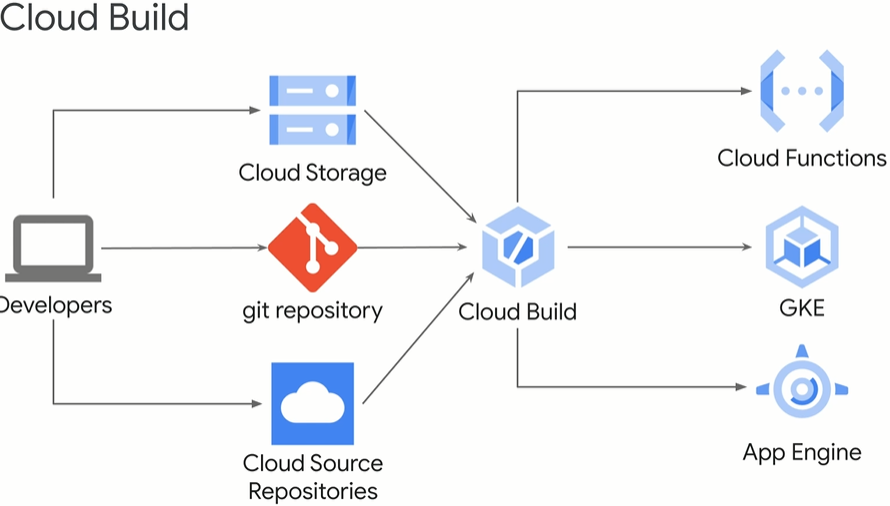 Cloud Build
Cloud Storage
Cloud Functions
Developers
git repository
Cloud Build
GKE
Cloud Source
Repositories
App Engine